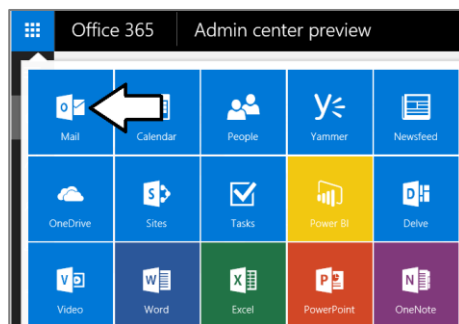 Office 365 Admin center preview
Mail Calendar People Yammer Newsfeed
OneDrive Sites Tasks Power BI Delve
Video Word Excel PowerPoint OneNote